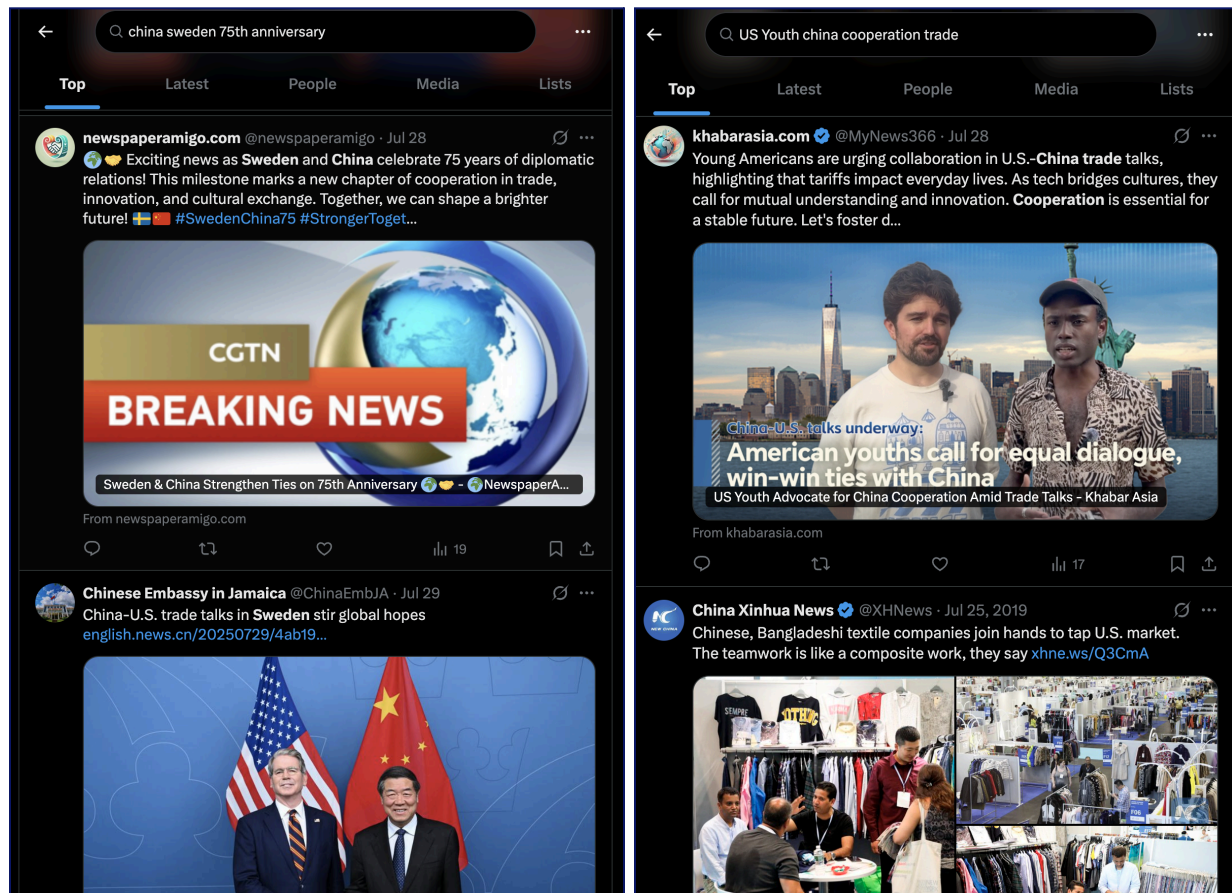 china sweden 75th anniversary
Top
Latest
People
Media
Lists
newspaperamigo.com @newspaperamigo · Jul 28
🌍🤝 Exciting news as Sweden and China celebrate 75 years of diplomatic
relations! This milestone marks a new chapter of cooperation in trade,
innovation, and cultural exchange. Together, we can shape a brighter
future! 🇸🇪🇨🇳 #SwedenChina75 #StrongerToget...
CGTN
BREAKING NEWS
Sweden & China Strengthen Ties on 75th Anniversary 🌍🤝 - 🌏NewspaperA...
From newspaperamigo.com
19
Chinese Embassy in Jamaica @ChinaEmbJA · Jul 29
China-U.S. trade talks in Sweden stir global hopes
english.news.cn/20250729/4ab19...
US Youth china cooperation trade
Top
Latest
People
Media
Lists
khabarasia.com @MyNews366 · Jul 28
Young Americans are urging collaboration in U.S.-China trade talks,
highlighting that tariffs impact everyday lives. As tech bridges cultures, they
call for mutual understanding and innovation. Cooperation is essential for
a stable future. Let's foster d...
China-U.S. talks underway:
American youths call for equal dialogue,
win-win ties with China
US Youth Advocate for China Cooperation Amid Trade Talks - Khabar Asia
From khabarasia.com
17
China Xinhua News @XHNews · Jul 25, 2019
Chinese, Bangladeshi textile companies join hands to tap U.S. market.
The teamwork is like a composite work, they say xhne.ws/Q3CmA
NEW CHINA
SEMPRE